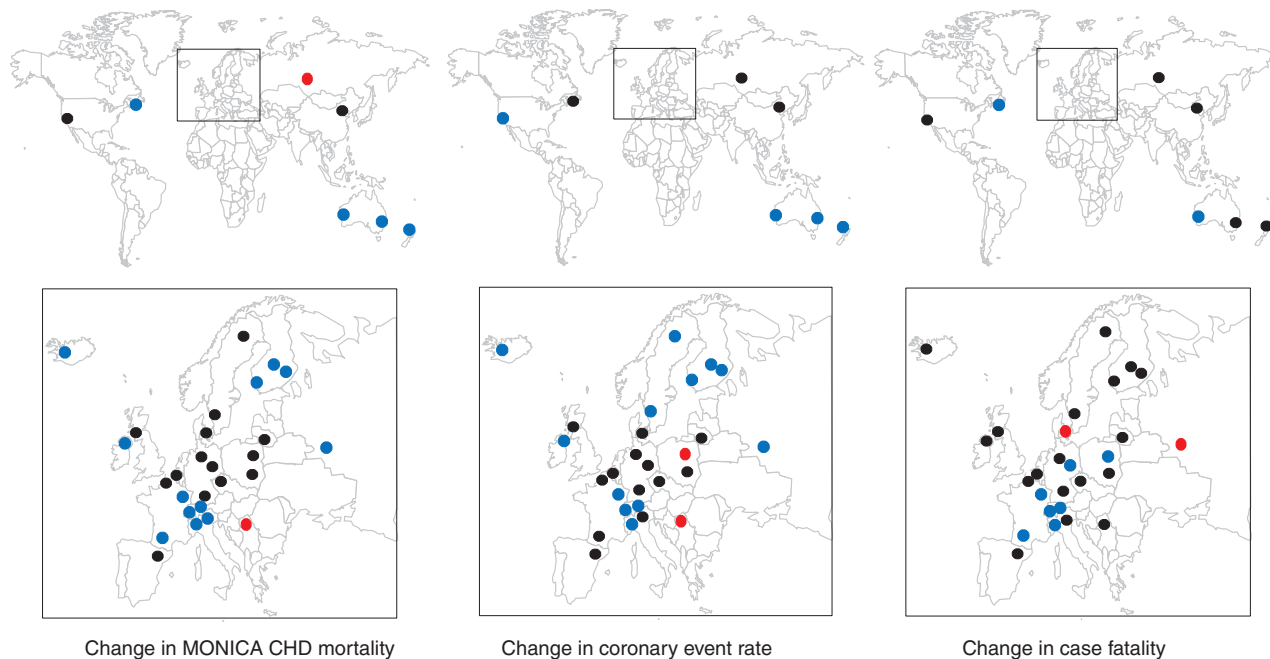 Change in MONICA CHD mortality
Change in coronary event rate
Change in case fatality